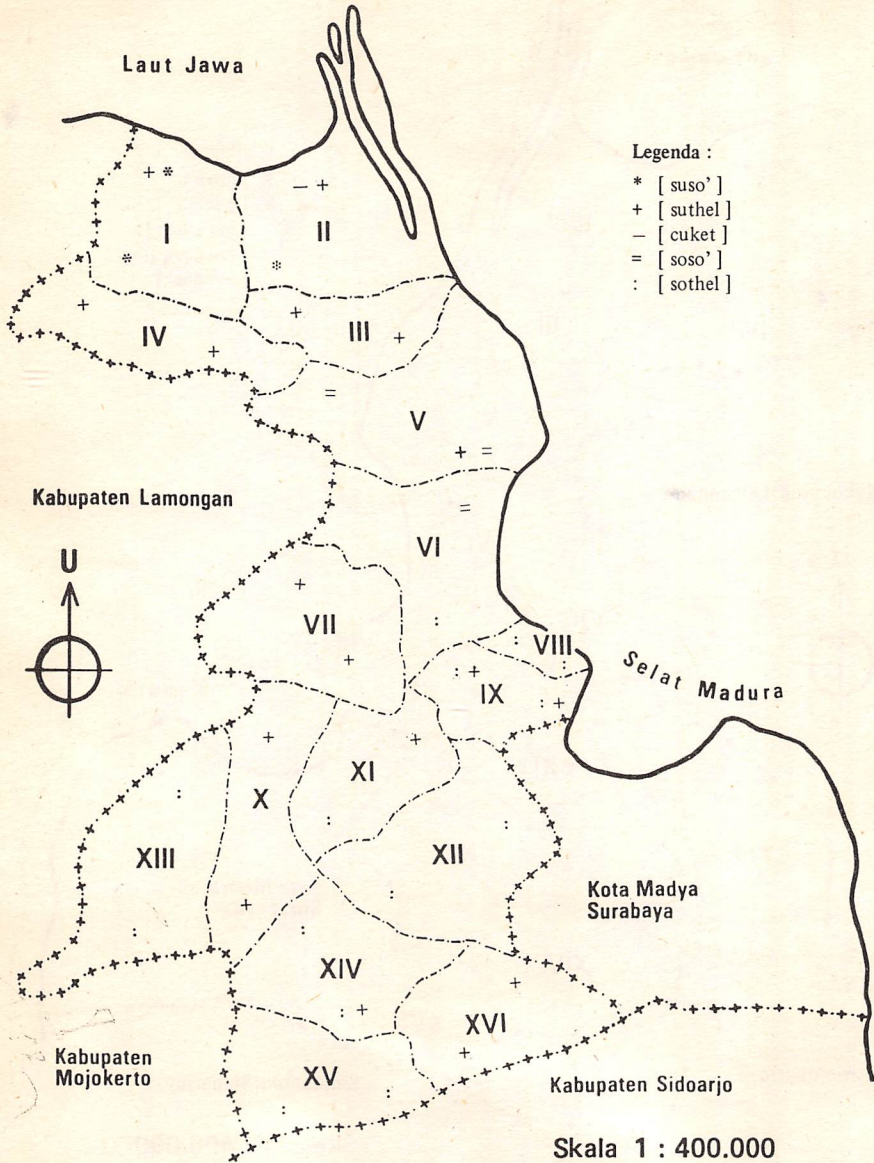 Laut Jawa
Legenda :
* [ suso' ]
+ [ suthel ]
– [ cuket ]
= [ soso' ]
: [ sothel ]
+ *
– +
I
II
*
*
+
+
III
+
IV
+
=
V
+ =
Kabupaten Lamongan
=
VI
U
+
VII
:
:
VIII
+
: +
:
Selat Madura
IX
: +
+
+
XI
X
:
:
:
XII
XIII
:
Kota Madya
Surabaya
+
:
:
XIV
+
: +
XVI
Kabupaten
Mojokerto
+
XV
:
:
Kabupaten Sidoarjo
Skala 1 : 400.000